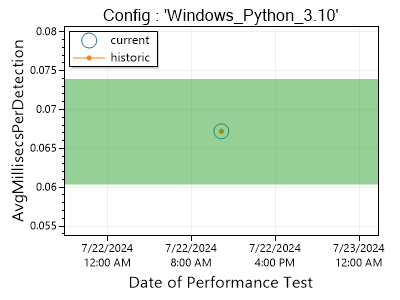 Config : 'Windows_Python_3.10'
AvgMillisecsPerDetection
0.08
0.075
0.07
0.065
0.06
0.055
current
historic
7/22/2024 7/22/2024 7/22/2024 7/23/2024
12:00 AM 8:00 AM 4:00 PM 12:00 AM
Date of Performance Test